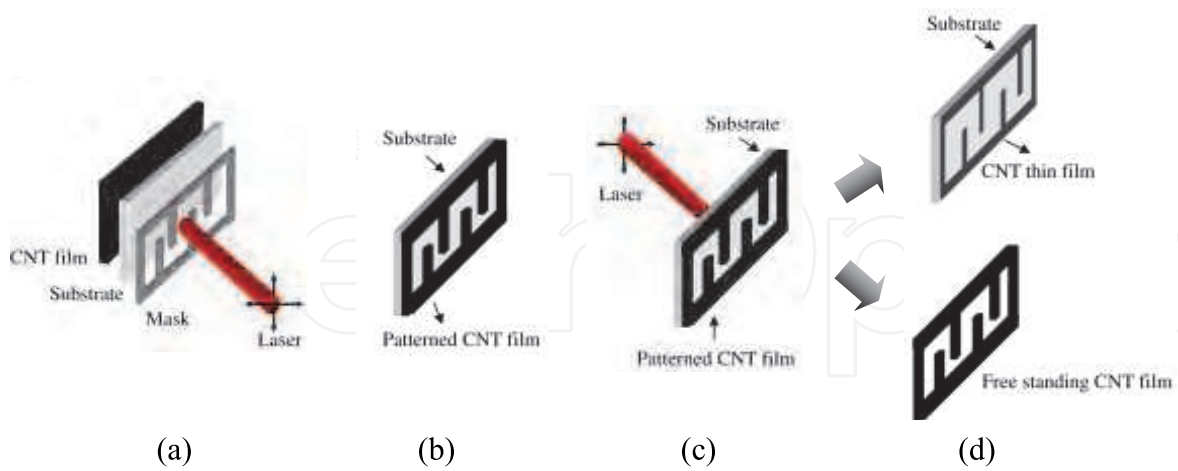 CNT film
Substrate
Mask
Laser
(a)
Substrate
Patterned CNT film
(b)
Substrate
Laser
Patterned CNT film
(c)
Substrate
CNT thin film
Free standing CNT film
(d)